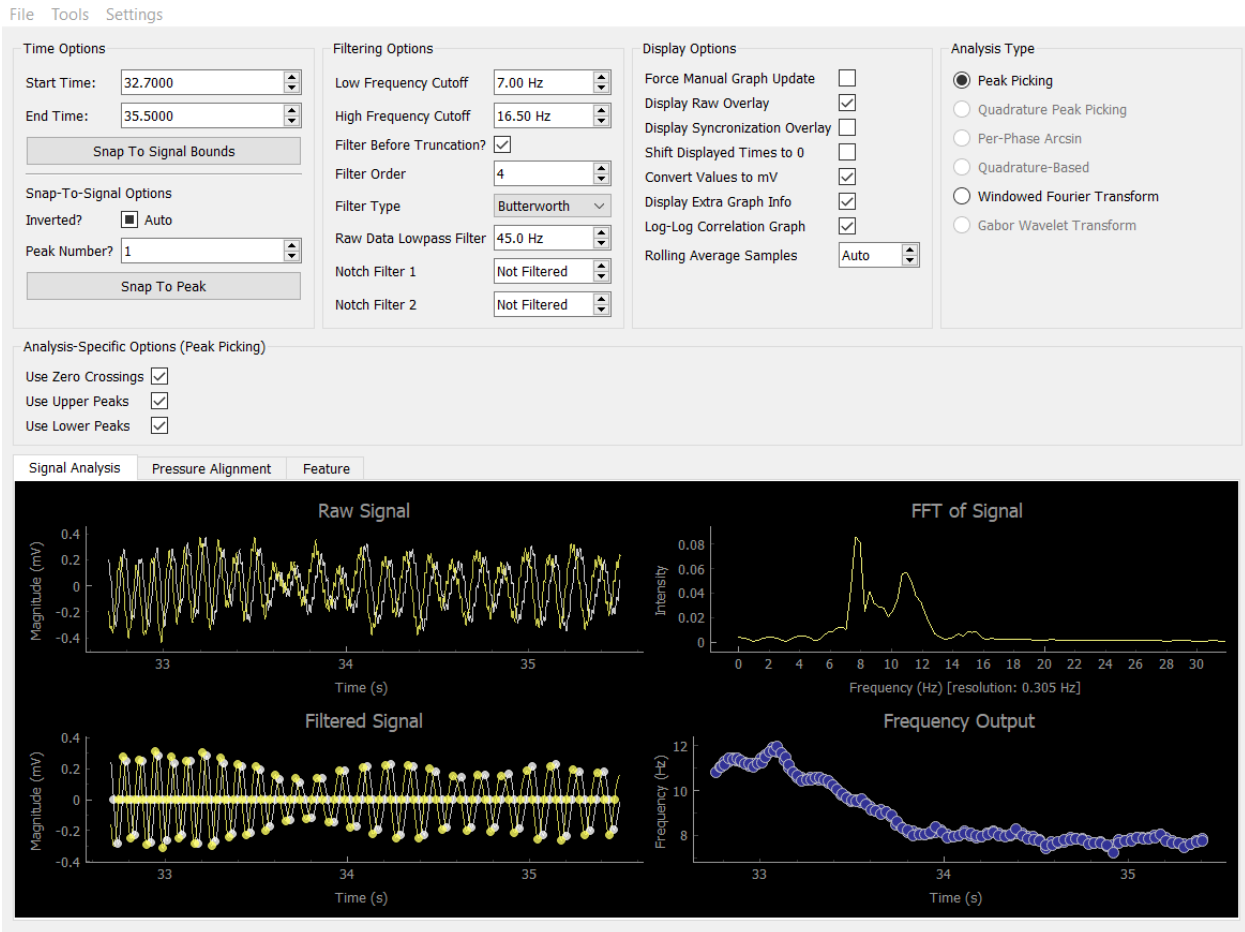 File Tools Settings
Time Options
Start Time: 32.7000
End Time: 35.5000
Snap To Signal Bounds
Snap-To-Signal Options
Inverted? Auto
Peak Number? 1
Snap To Peak
Filtering Options
Low Frequency Cutoff 7.00 Hz
High Frequency Cutoff 16.50 Hz
Filter Before Truncation?
Filter Order 4
Filter Type Butterworth
Raw Data Lowpass Filter 45.0 Hz
Notch Filter 1 Not Filtered
Notch Filter 2 Not Filtered
Display Options
Force Manual Graph Update
Display Raw Overlay
Display Syncronization Overlay
Shift Displayed Times to 0
Convert Values to mV
Display Extra Graph Info
Log-Log Correlation Graph
Rolling Average Samples Auto
Analysis Type
Peak Picking
Quadrature Peak Picking
Per-Phase Arcsin
Quadrature-Based
Windowed Fourier Transform
Gabor Wavelet Transform
Analysis-Specific Options (Peak Picking)
Use Zero Crossings
Use Upper Peaks
Use Lower Peaks
Signal Analysis Pressure Alignment Feature
Raw Signal
Magnitude (mV)
0.4
0.2
0
-0.2
-0.4
33 34 35
Time (s)
FFT of Signal
Intensity
0.08
0.06
0.04
0.02
0
0 2 4 6 8 10 12 14 16 18 20 22 24 26 28 30
Frequency (Hz) [resolution: 0.305 Hz]
Filtered Signal
Magnitude (mV)
0.4
0.2
0
-0.2
-0.4
33 34 35
Time (s)
Frequency Output
Frequency (Hz)
12
10
8
33 34 35
Time (s)